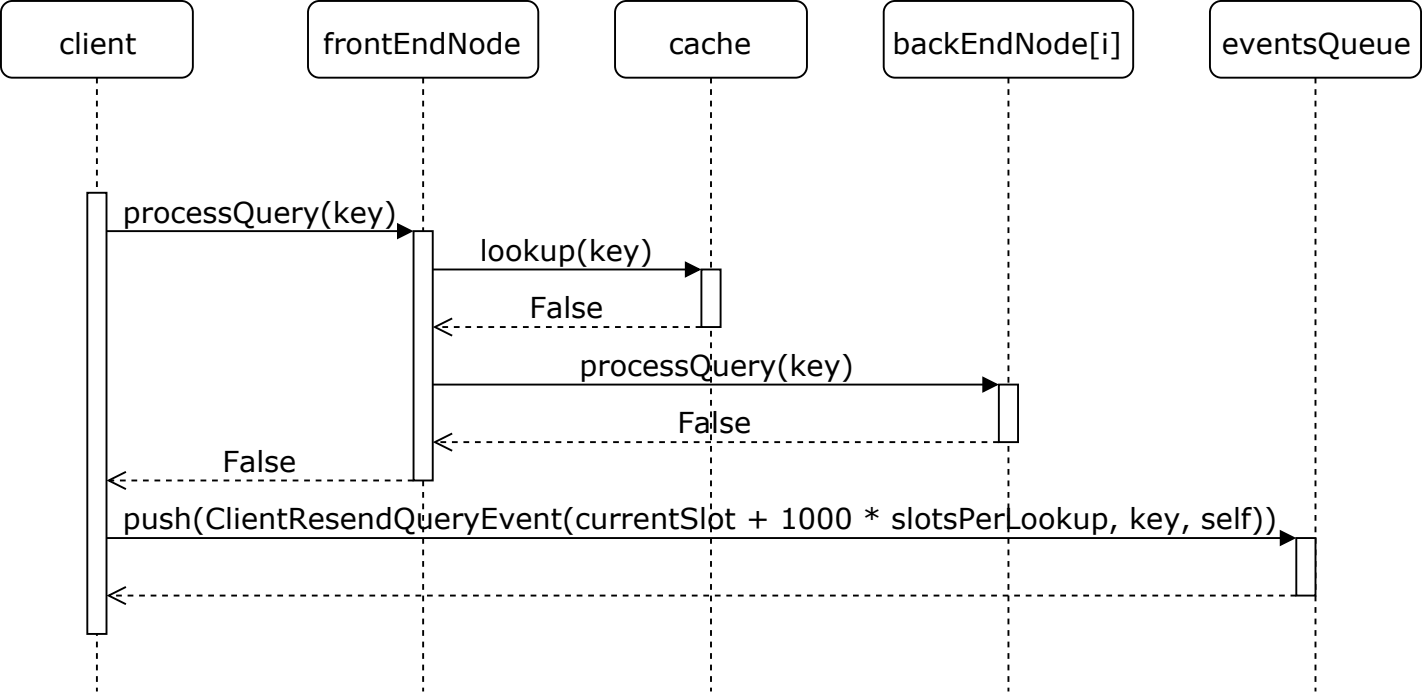 client
frontEndNode
cache
backEndNode[i]
eventsQueue
processQuery(key)
lookup(key)
False
processQuery(key)
False
False
push(ClientResendQueryEvent(currentSlot + 1000 * slotsPerLookup, key, self))